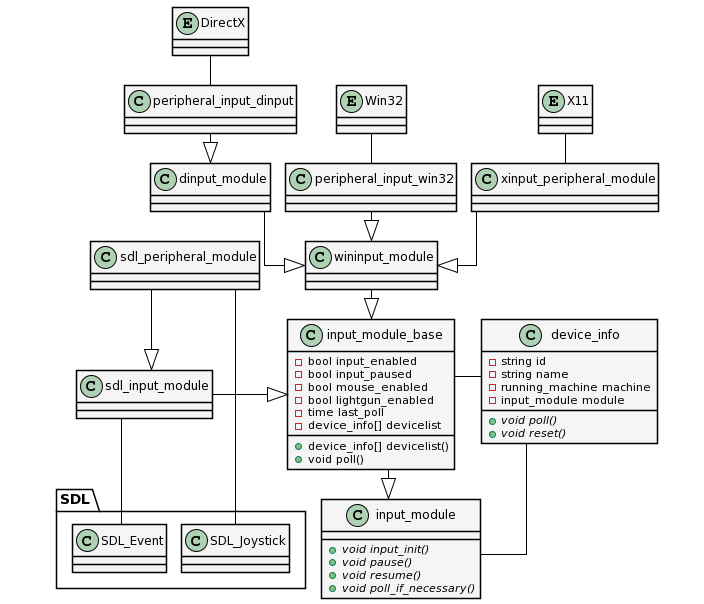 E DirectX
C peripheral_input_dinput
E Win32
E X11
C dinput_module
C peripheral_input_win32
C xinput_peripheral_module
C sdl_peripheral_module
C wininput_module
C input_module_base
bool input_enabled
bool input_paused
bool mouse_enabled
bool lightgun_enabled
time last_poll
device_info[] devicelist
device_info[] devicelist()
void poll()
C device_info
string id
string name
running_machine machine
input_module module
void poll()
void reset()
C sdl_input_module
SDL
C SDL_Event
C SDL_Joystick
C input_module
void input_init()
void pause()
void resume()
void poll_if_necessary()